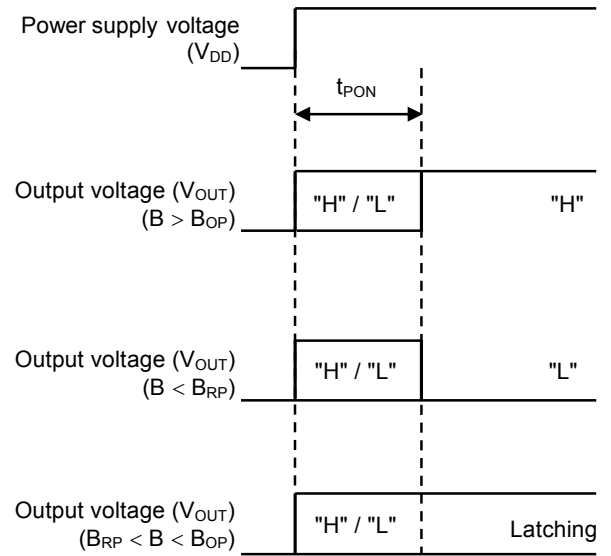 Power supply voltage
(VDD)
tPON
Output voltage (VOUT)
(B > BOP)
"H" / "L"
"H"
Output voltage (VOUT)
(B < BRP)
"H" / "L"
"L"
Output voltage (VOUT)
(BRP < B < BOP)
"H" / "L"
Latching